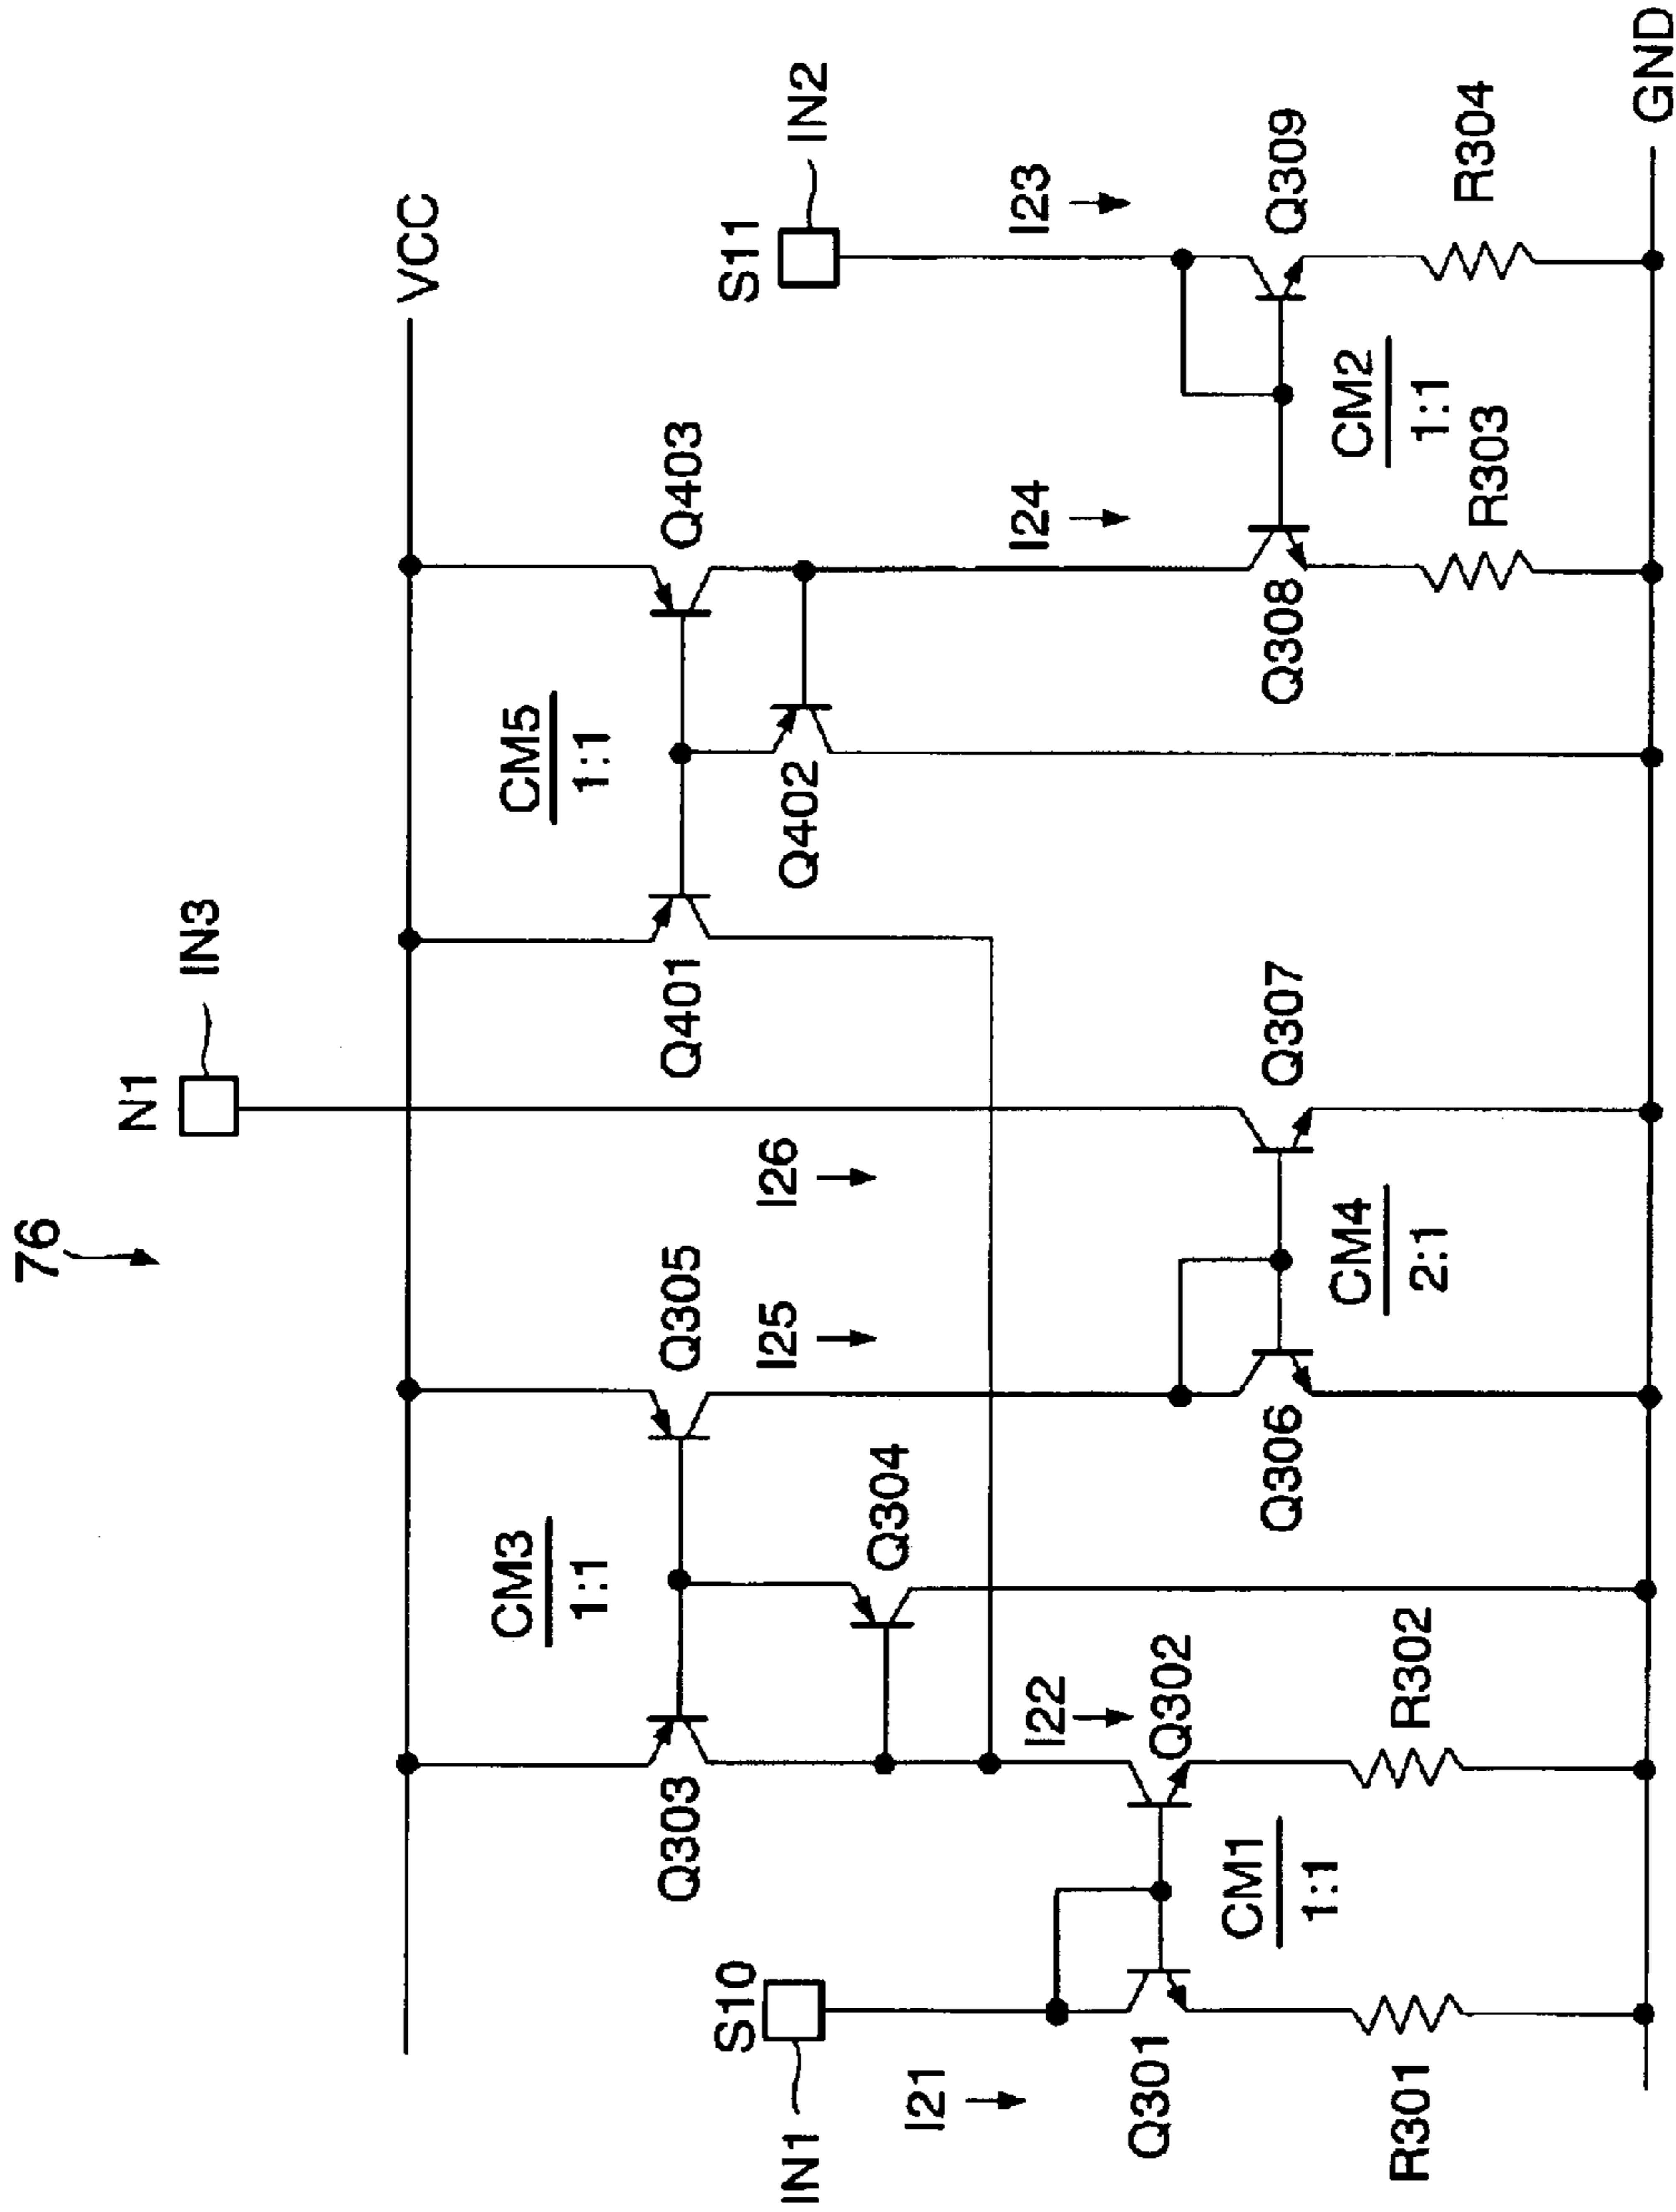 76
N1
IN3
VCC
CM3
1:1
CM5
1:1
Q303
Q305
Q401
Q403
S10
IN1
I25
I26
Q402
S11
IN2
Q304
I21
I22
I24
I23
Q301
Q302
Q306
Q307
Q308
Q309
CM1
1:1
CM4
2:1
CM2
1:1
R301
R302
R303
R304
GND